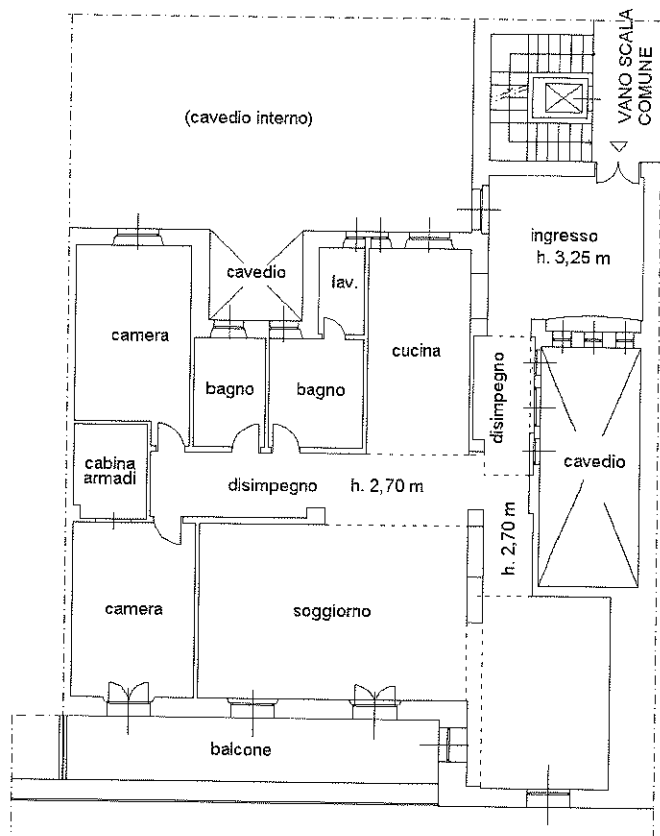 VANO SCALA
COMUNE
(cavedio interno)
ingresso
h. 3,25 m
cavedio
lav.
camera
cucina
bagno
bagno
disimpegno
cavedio
cabina
armadi
disimpegno
h. 2,70 m
h. 2,70 m
camera
soggiorno
balcone